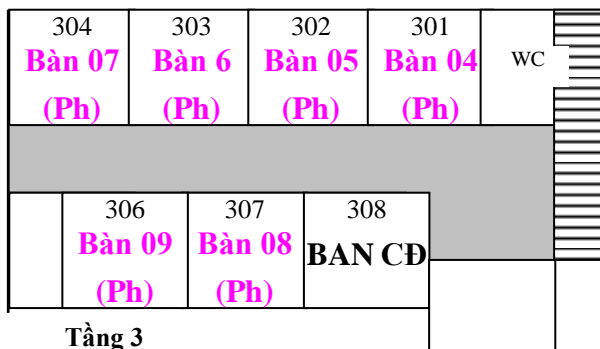 304 303 302 301
Bàn 07 Bàn 6 Bàn 05 Bàn 04 WC
(Ph) (Ph) (Ph) (Ph)
306 307 308
Bàn 09 Bàn 08 BAN CĐ
(Ph) (Ph)
Tầng 3